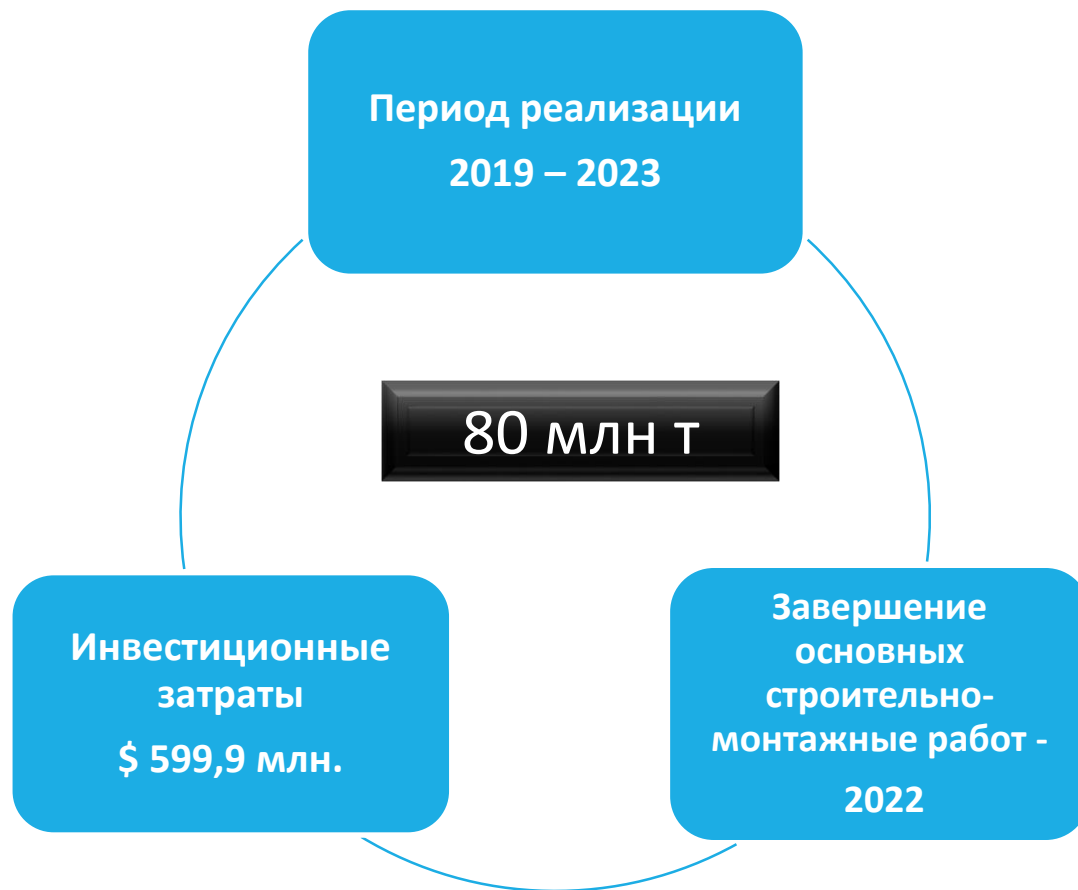 Период реализации
2019 – 2023
80 млн т
Инвестиционные
затраты
$ 599,9 млн.
Завершение
основных
строительно-
монтажные работ -
2022